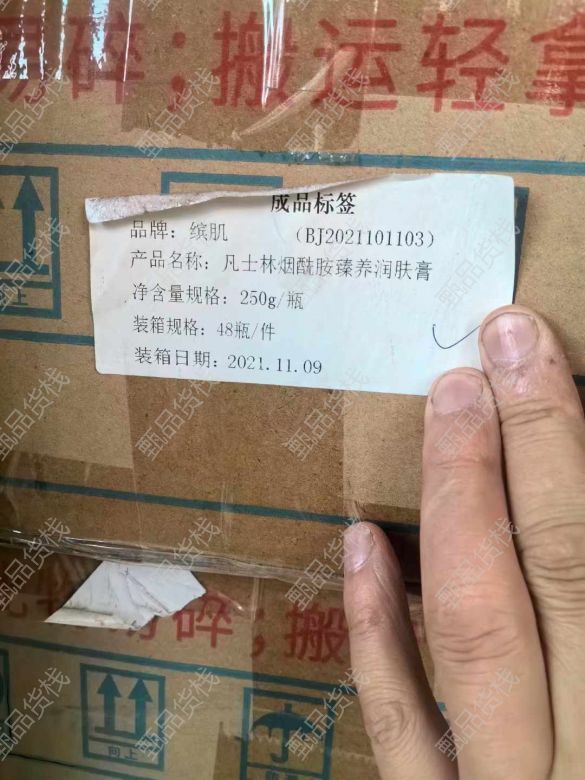 碎;搬运轻拿
成品标签
品牌：缤肌 （BJ2021101103）
产品名称：凡士林烟酰胺臻养润肤膏
净含量规格：250g/瓶
装箱规格：48瓶/件
装箱日期：2021.11.09
碎;搬
向上
甄品货栈